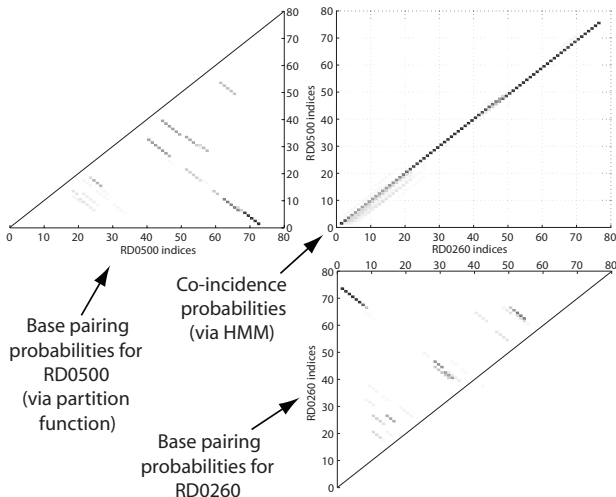 80
70
60
50
40
30
20
10
0
RD0500 indices
0 10 20 30 40 50 60 70 80
RD0500 indices
80
70
60
50
40
30
20
10
0
RD0500 indices
0 20 40 60 80
RD0260 indices
0 10 20 30 40 50 60 70 80
80
70
60
50
40
30
20
10
0
RD0260 indices
Base pairing
probabilities for
RD0500
(via partition
function)
Co-incidence
probabilities
(via HMM)
Base pairing
probabilities for
RD0260